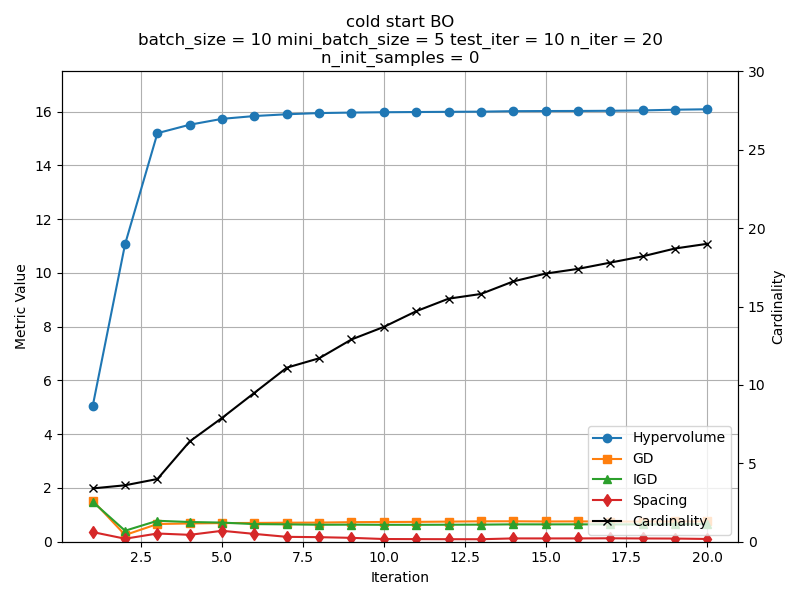 cold start BO
batch_size = 10 mini_batch_size = 5 test_iter = 10 n_iter = 20
n_init_samples = 0
Metric Value
16
14
12
10
8
6
4
2
0
30
25
20
15
10
5
0
Cardinality
Hypervolume
GD
IGD
Spacing
Cardinality
2.5 5.0 7.5 10.0 12.5 15.0 17.5 20.0
Iteration